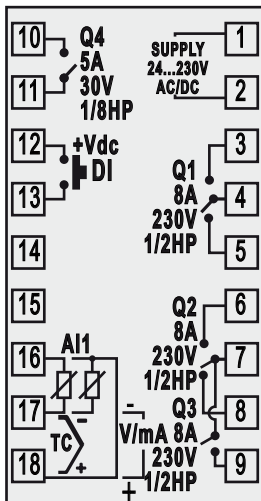 10
11
12
13
14
15
16
17
18
Q4
5A
30V
1/8HP
+Vdc
DI
AI1
TC
-
+
-
V/mA
+
SUPPLY
24...230V
AC/DC
Q1
8A
230V
1/2HP
Q2
8A
230V
1/2HP
Q3
8A
230V
1/2HP
1
2
3
4
5
6
7
8
9